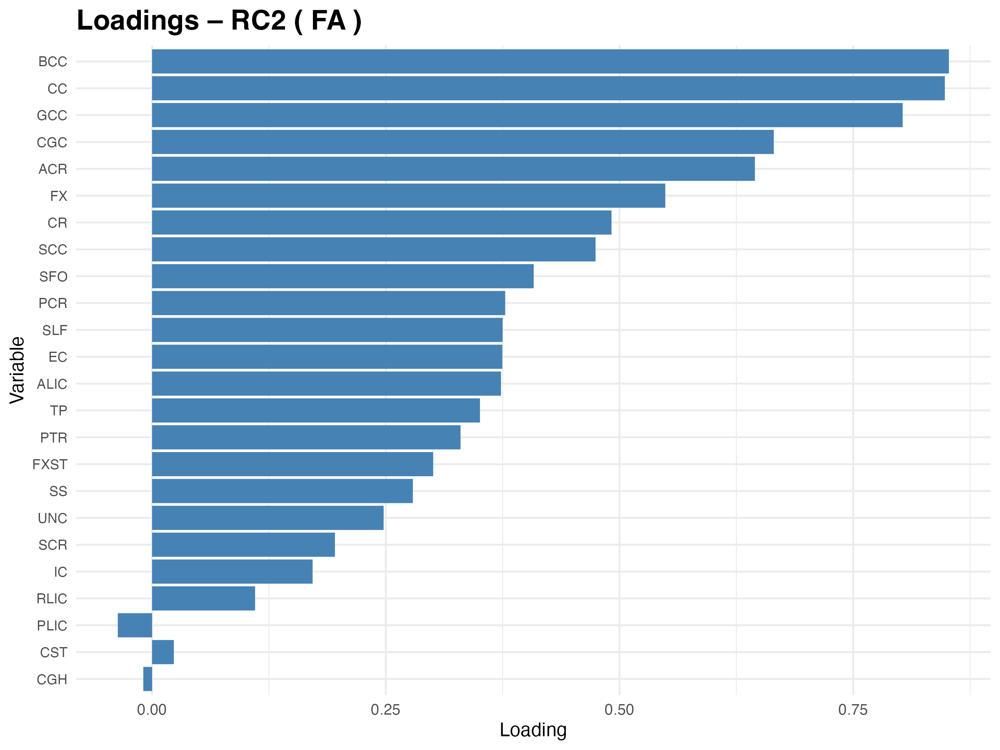 Loadings – RC2 ( FA )
BCC
CC
GCC
CGC
ACR
FX
CR
SCC
SFO
PCR
SLF
EC
ALIC
TP
PTR
FXST
SS
UNC
SCR
IC
RLIC
PLIC
CST
CGH
Variable
0.00 0.25 0.50 0.75
Loading